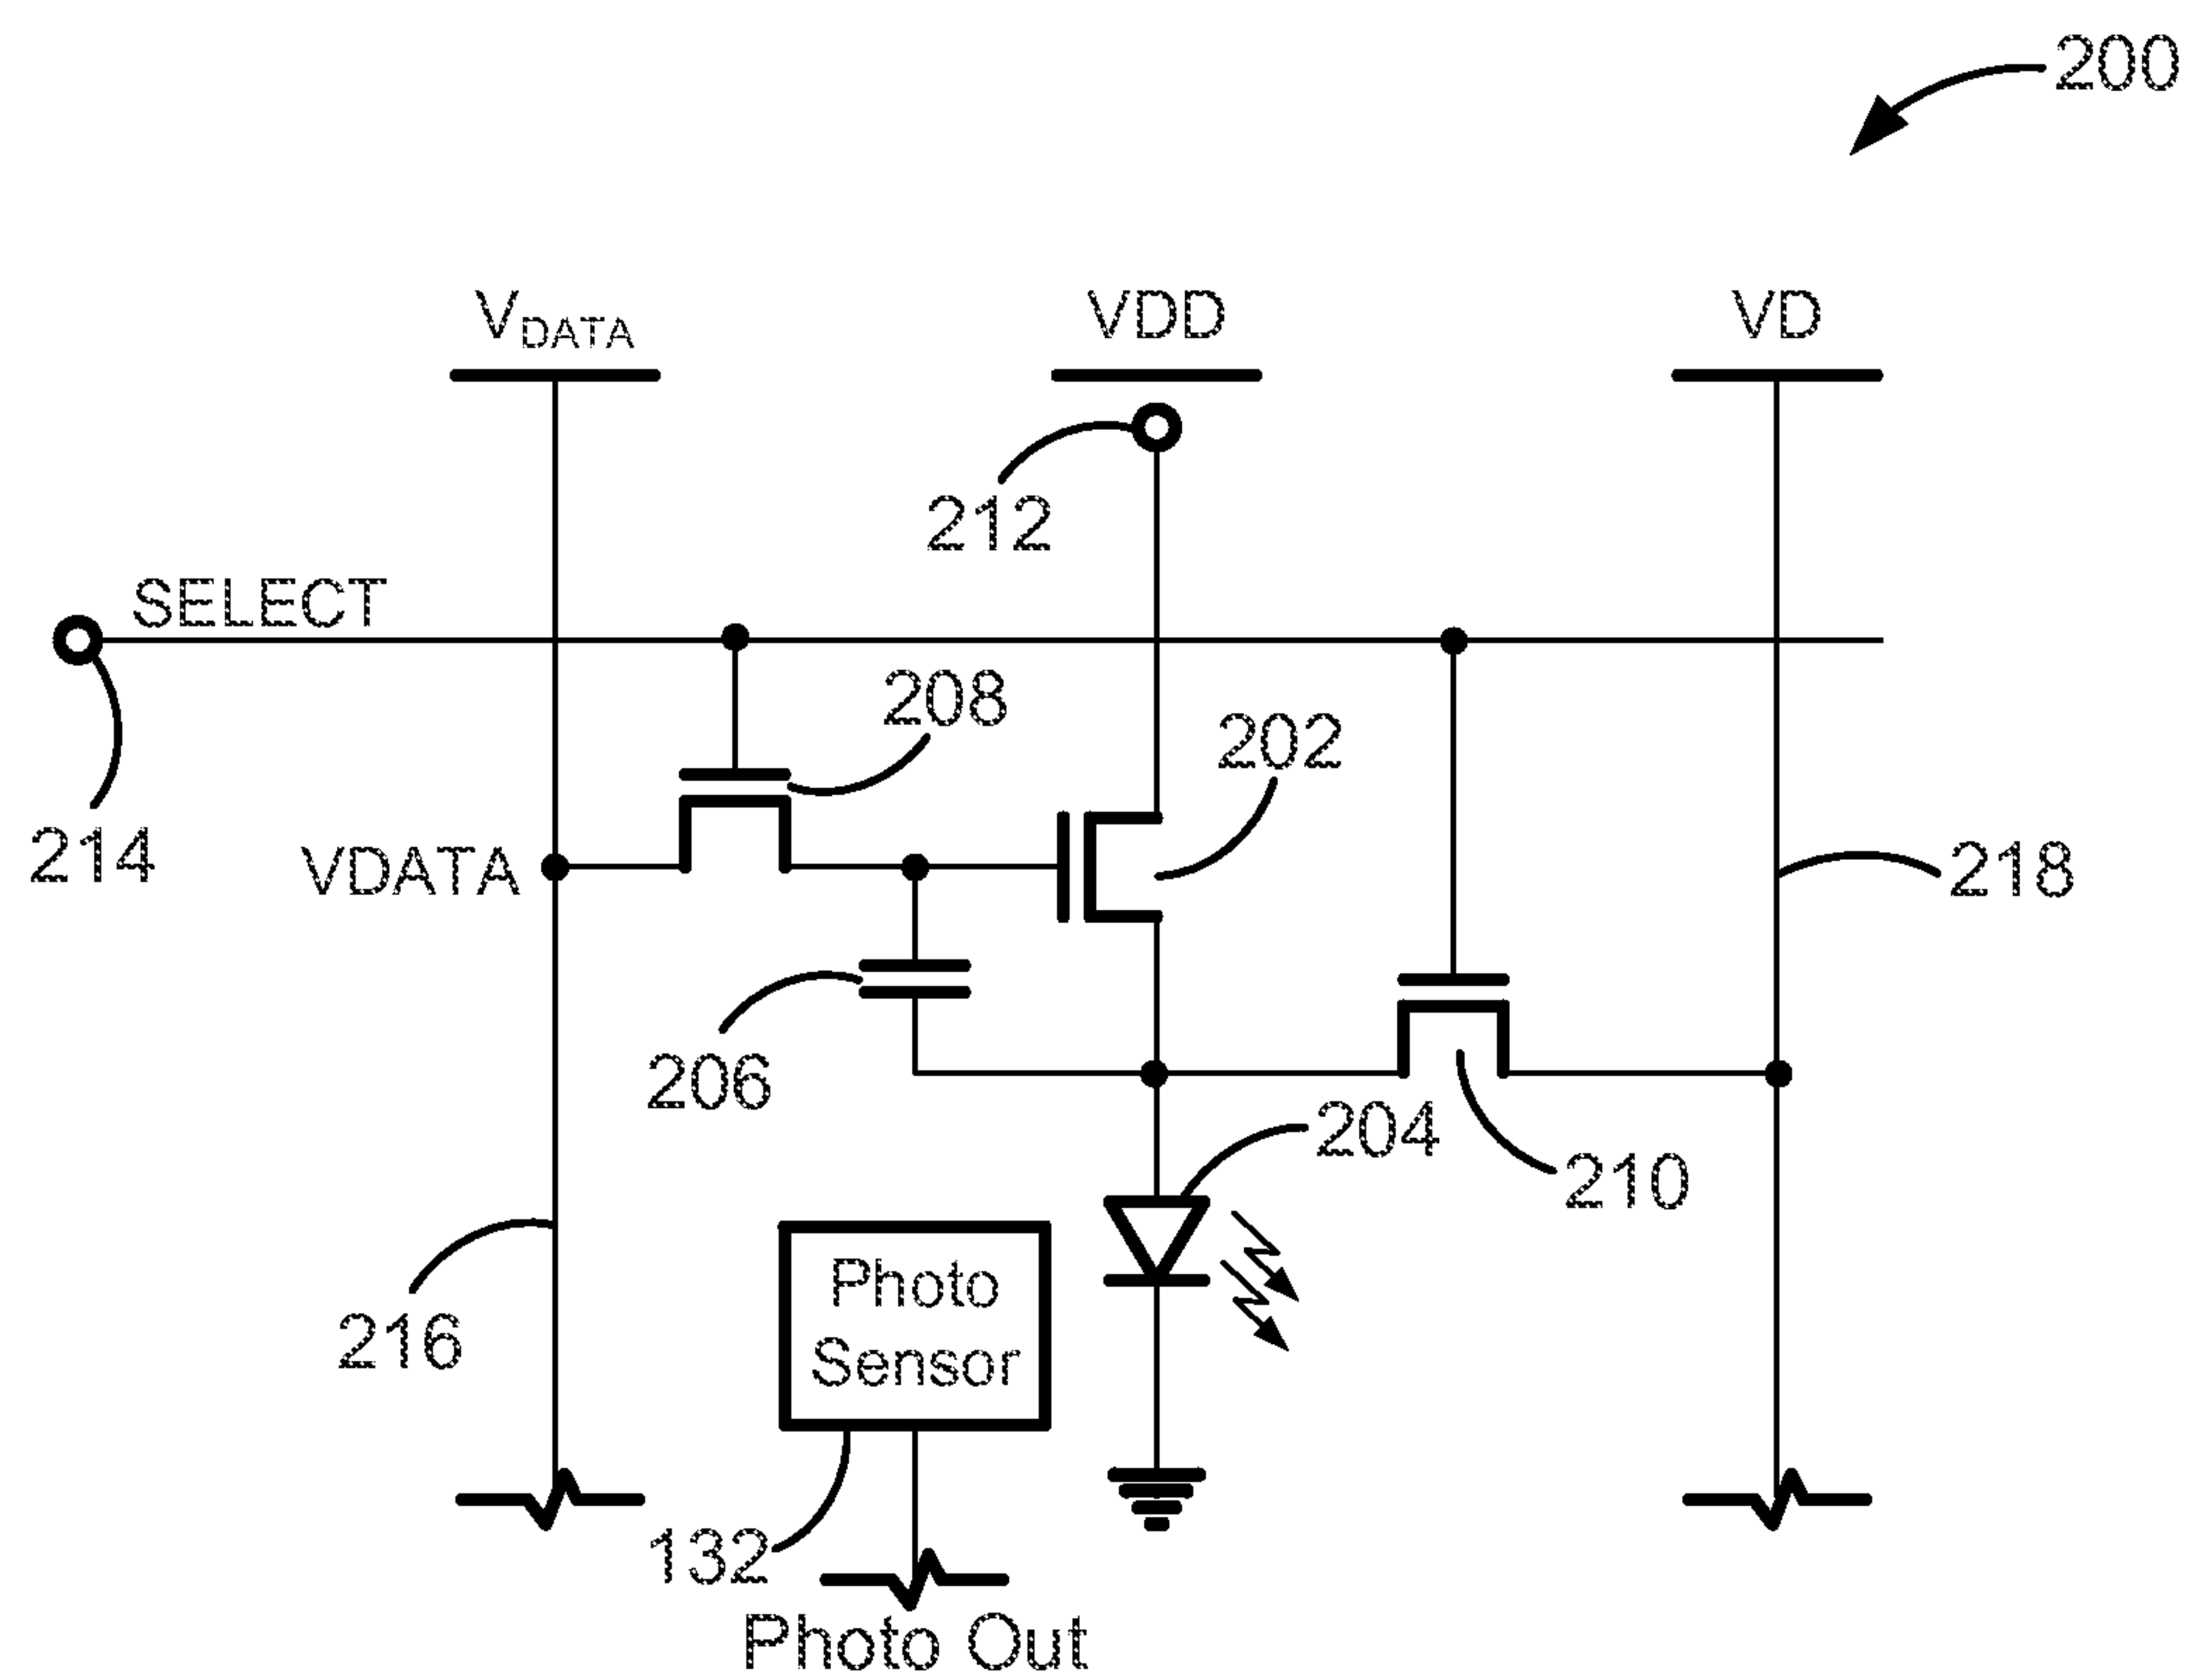 200
VDATA
VDD
VD
212
SELECT
208
202
214
VDATA
218
206
204
210
Photo
Sensor
216
132
Photo Out